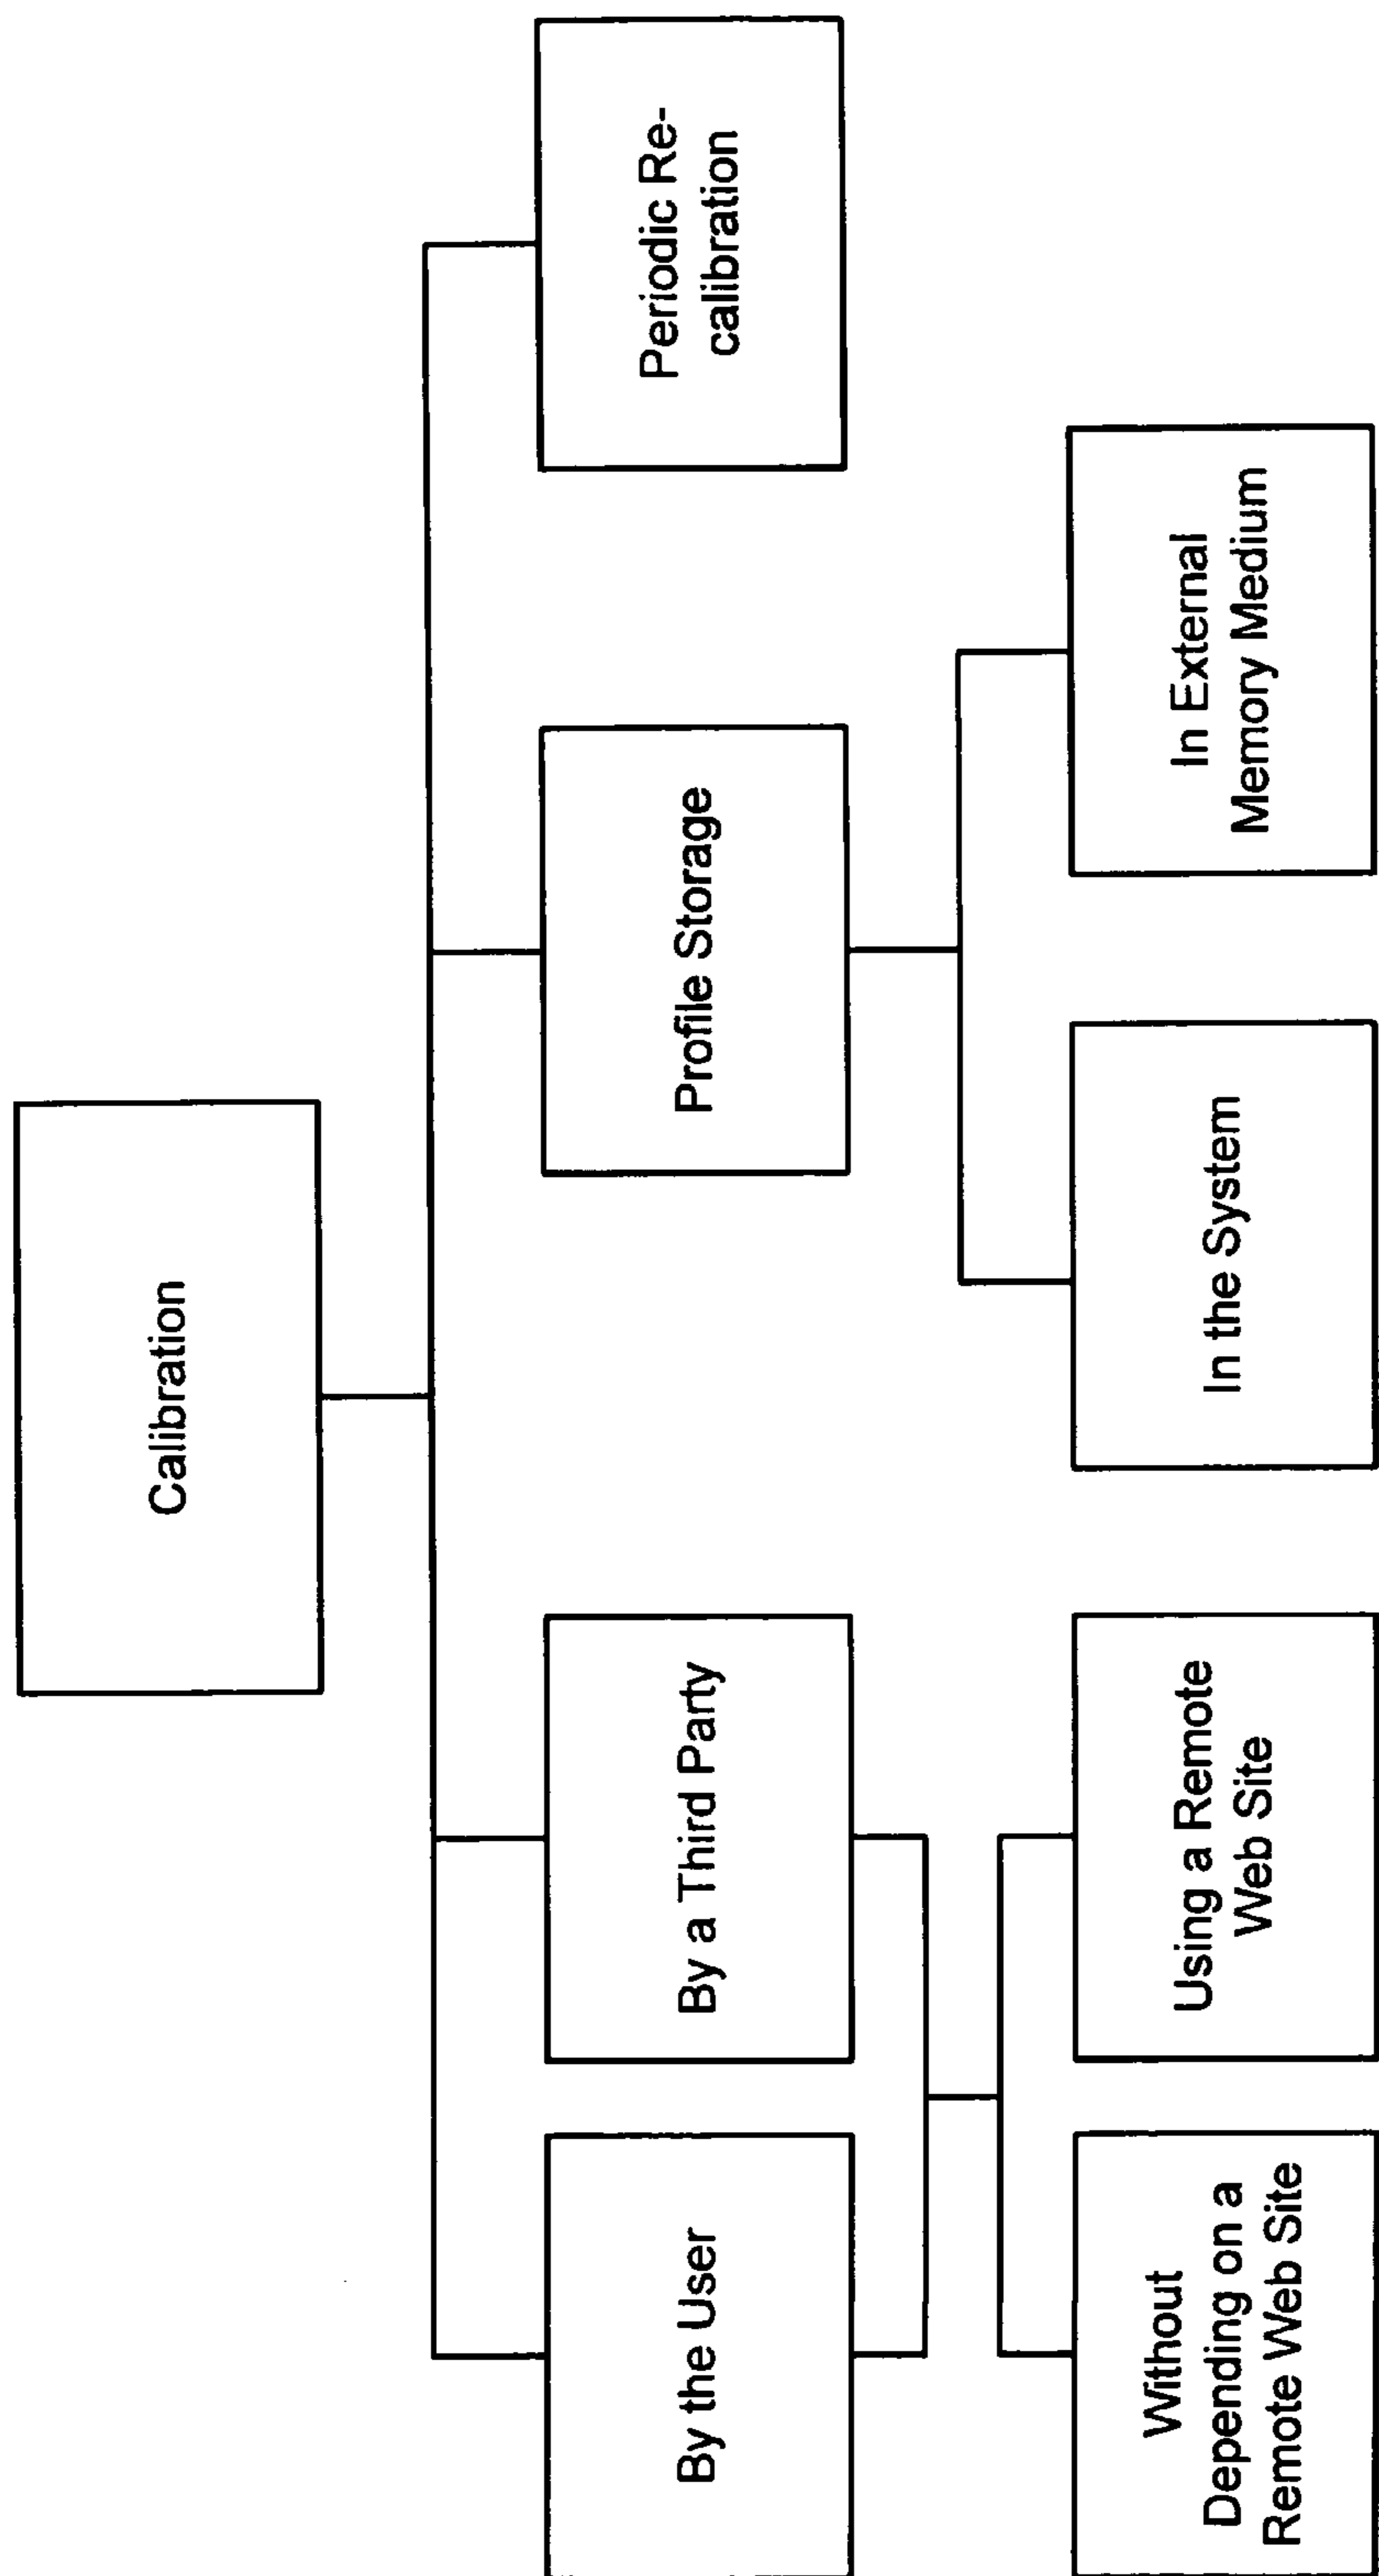 Calibration
By the User
By a Third Party
Profile Storage
Periodic Re-
calibration
Without
Depending on a
Remote Web Site
Using a Remote
Web Site
In the System
In External
Memory Medium